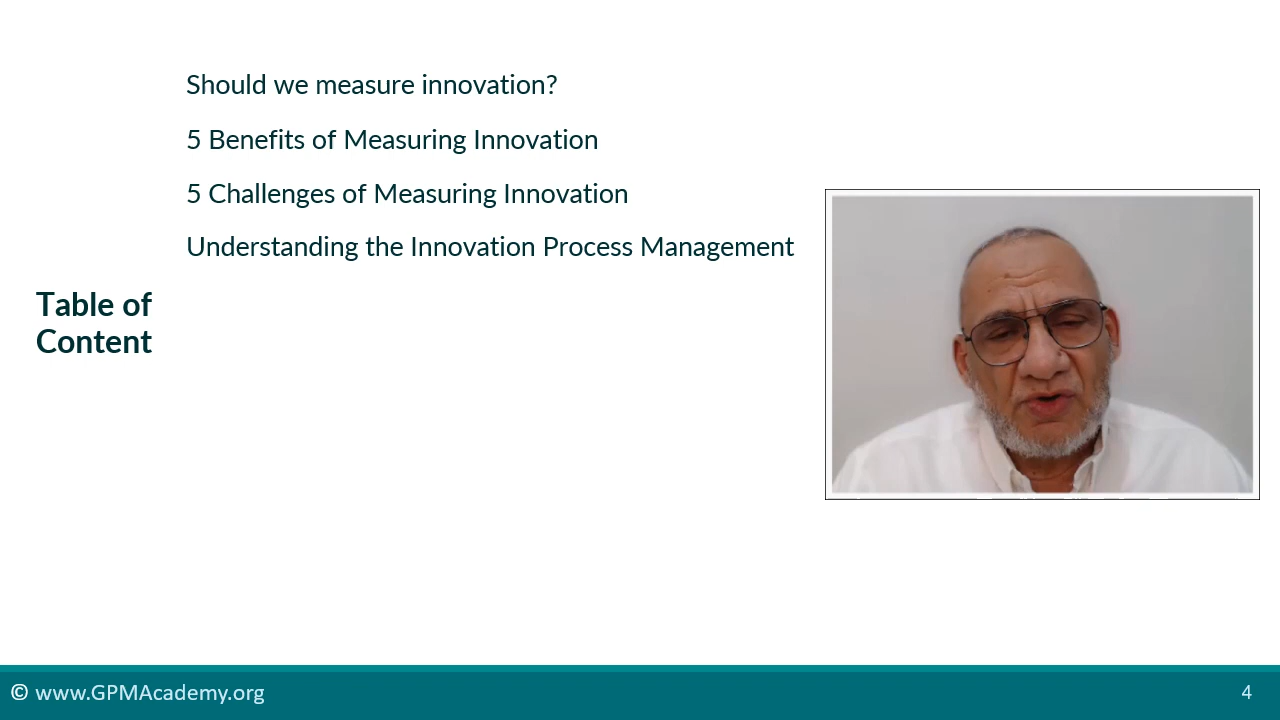 Should we measure innovation?
5 Benefits of Measuring Innovation
5 Challenges of Measuring Innovation
Understanding the Innovation Process Management
Table of
Content
© www.GPMAcademy.org
4